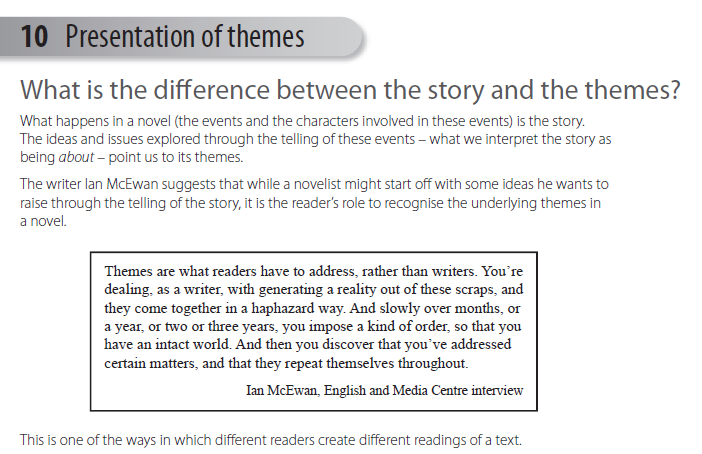 10 Presentation of themes
What is the difference between the story and the themes?
What happens in a novel (the events and the characters involved in these events) is the story.
The ideas and issues explored through the telling of these events – what we interpret the story as
being about – point us to its themes.
The writer Ian McEwan suggests that while a novelist might start off with some ideas he wants to
raise through the telling of the story, it is the reader's role to recognise the underlying themes in
a novel.
Themes are what readers have to address, rather than writers. You're
dealing, as a writer, with generating a reality out of these scraps, and
they come together in a haphazard way. And slowly over months, or
a year, or two or three years, you impose a kind of order, so that you
have an intact world. And then you discover that you've addressed
certain matters, and that they repeat themselves throughout.
Ian McEwan, English and Media Centre interview
This is one of the ways in which different readers create different readings of a text.